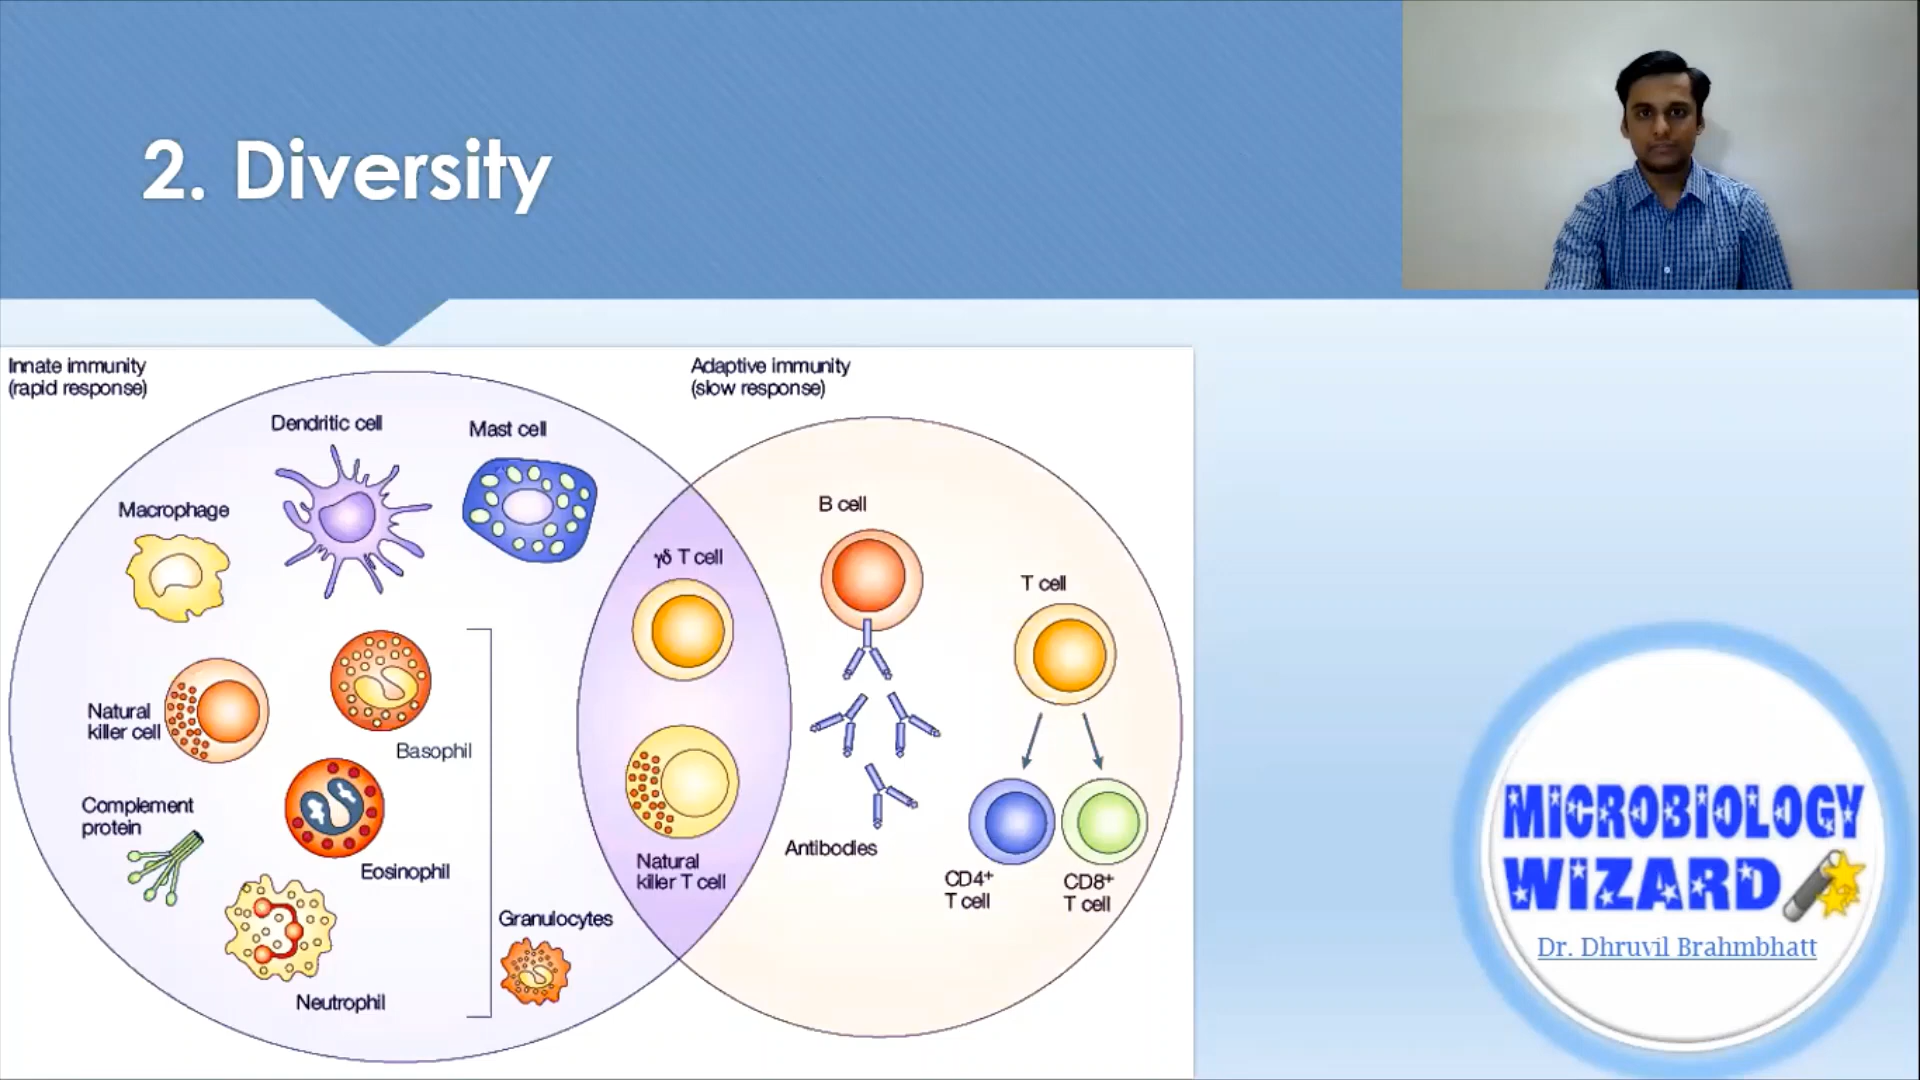 2. Diversity
Innate immunity
(rapid response)
Adaptive immunity
(slow response)
Dendritic cell
Mast cell
Macrophage
B cell
γδ T cell
T cell
Natural
killer cell
Basophil
Complement
protein
Eosinophil
Antibodies
Natural
killer T cell
CD4+
T cell
CD8+
T cell
Granulocytes
Neutrophil
MICROBIOLOGY
WIZARD
Dr. Dhruvil Brahmbhatt